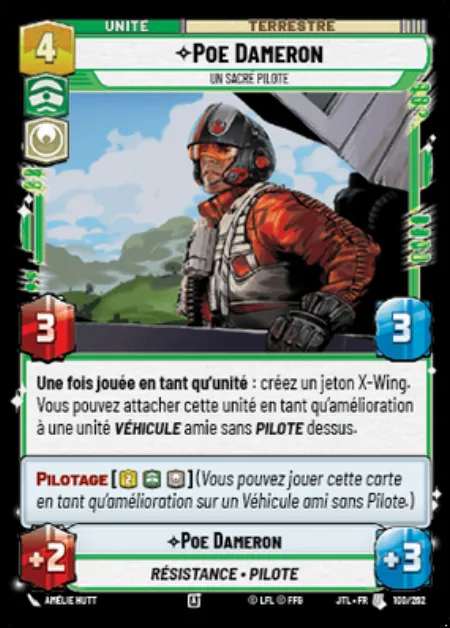 UNITÉ
TERRESTRE
4
✧POE DAMERON
UN SACRÉ PILOTE
3
3
Une fois jouée en tant qu'unité : créez un jeton X-Wing.
Vous pouvez attacher cette unité en tant qu'amélioration
à une unité VÉHICULE amie sans PILOTE dessus.
PILOTAGE [2] (Vous pouvez jouer cette carte
en tant qu'amélioration sur un Véhicule ami sans Pilote.)
✧POE DAMERON
+2
+3
RÉSISTANCE • PILOTE
AMÉLIE HUTT
A
© LFL © FFG
JTL • FR
100/262